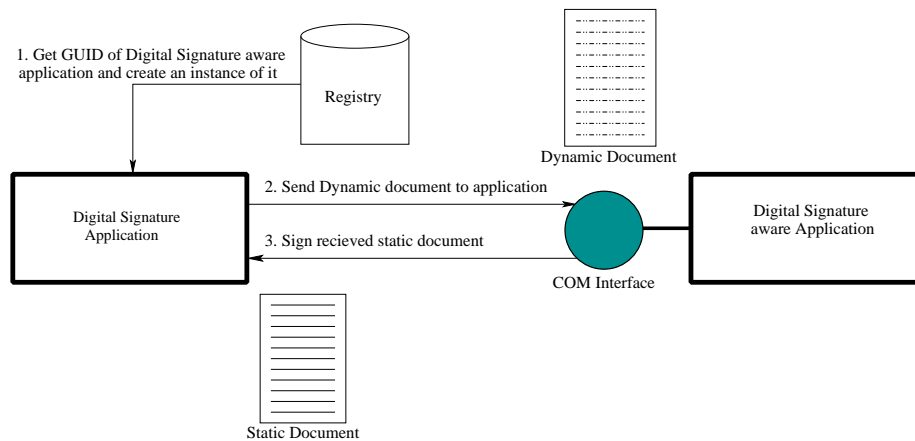 1. Get GUID of Digital Signature aware
application and create an instance of it
Registry
Dynamic Document
Digital Signature
Application
2. Send Dynamic document to application
3. Sign recieved static document
COM Interface
Digital Signature
aware Application
Static Document